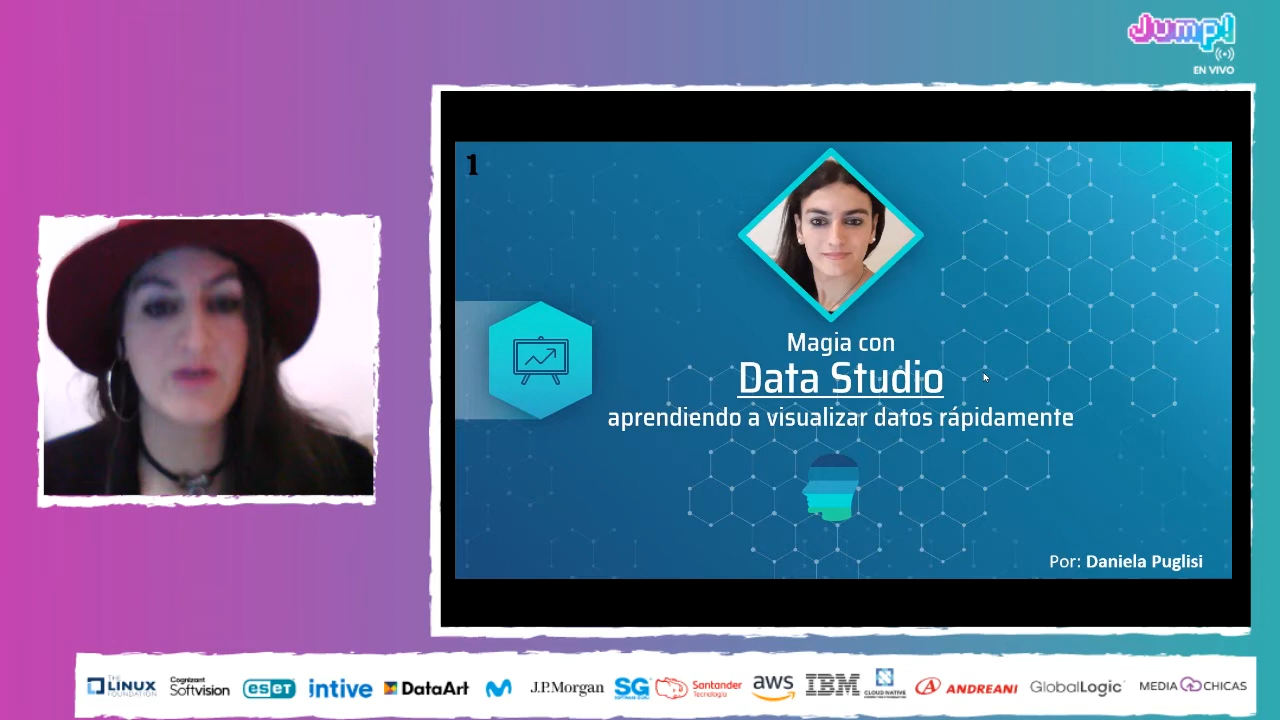 Jump!
EN VIVO
1
Magia con
Data Studio
aprendiendo a visualizar datos rápidamente
Por: Daniela Puglisi
THE LINUX FOUNDATION
Cognizant Softvision
eseT
intive
DataArt
J.P.Morgan
SG
Santander Tecnología
aws
IBM
CLOUD NATIVE
ANDREANI
GlobalLogic
MEDIA CHICAS